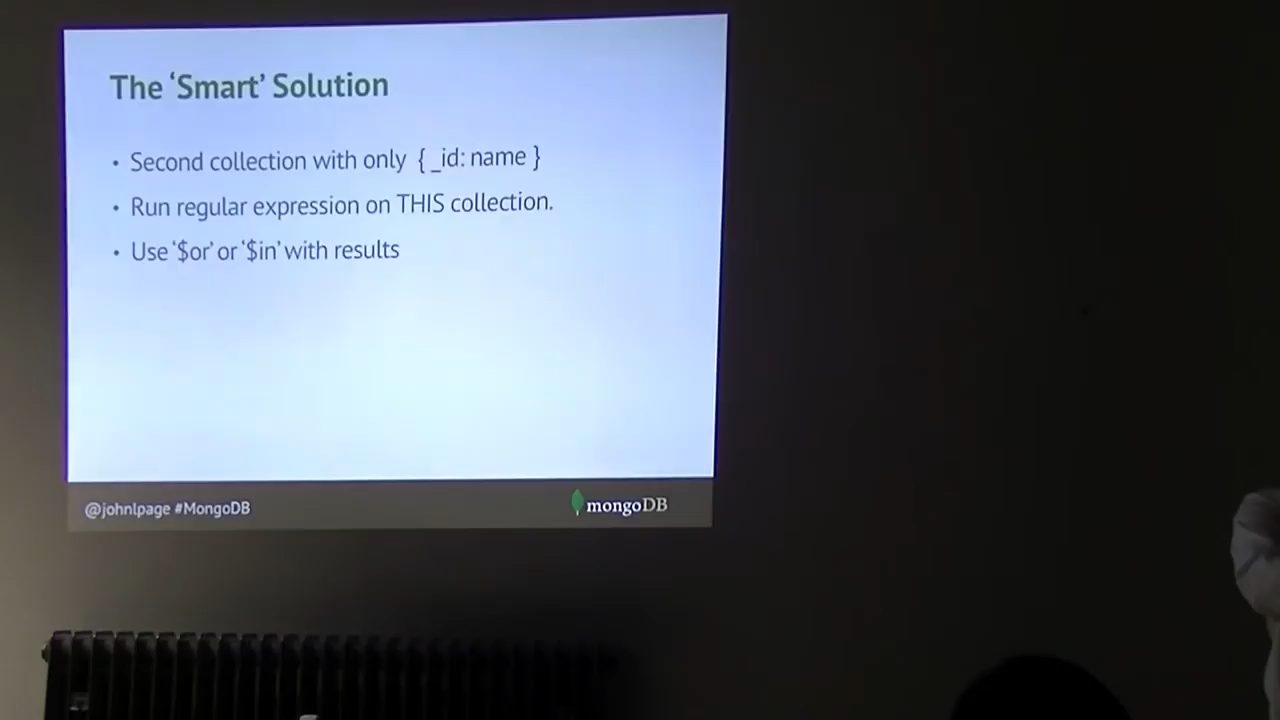 The ‘Smart’ Solution
• Second collection with only { _id: name }
• Run regular expression on THIS collection.
• Use ‘$or’ or ‘$in’ with results
@johnlpage #MongoDB
mongoDB